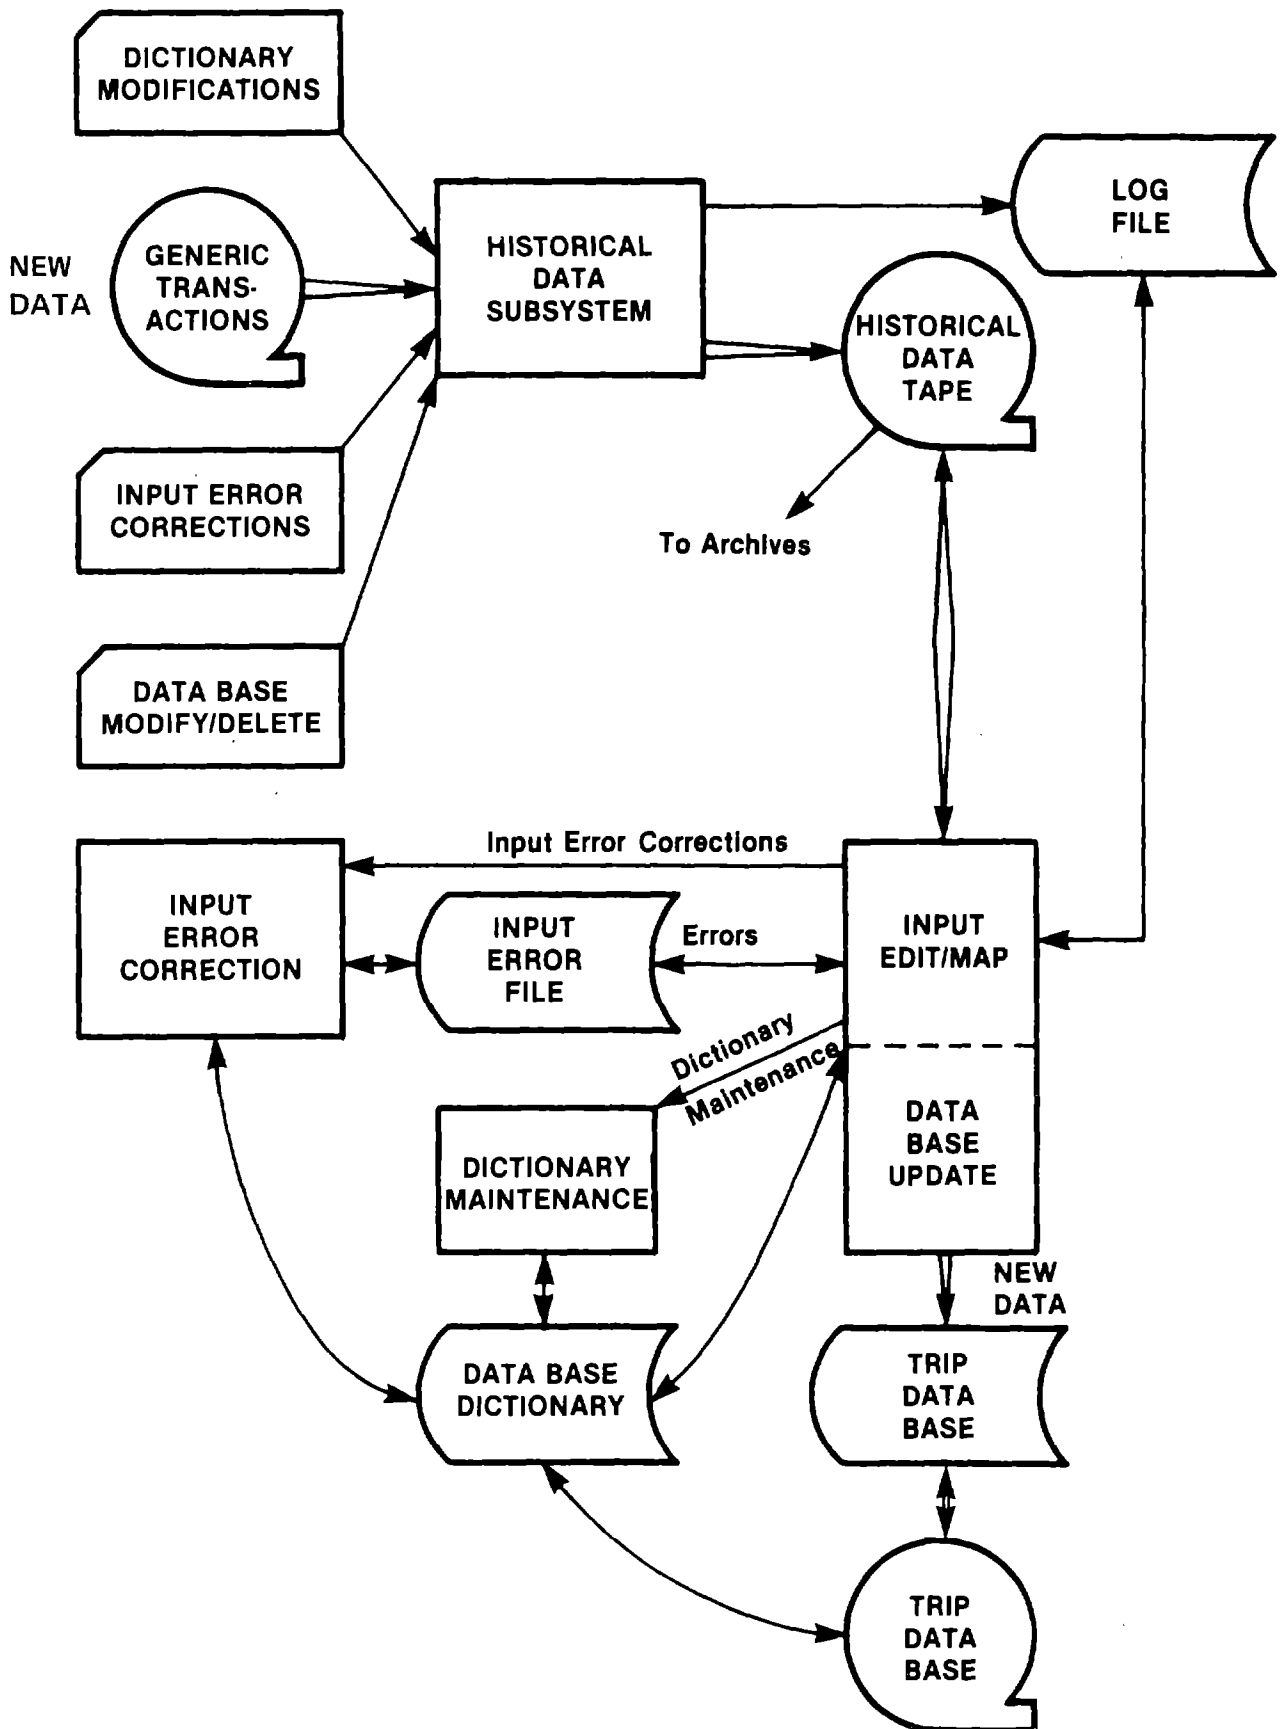 DICTIONARY
MODIFICATIONS
NEW
DATA
GENERIC
TRANS-
ACTIONS
HISTORICAL
DATA
SUBSYSTEM
LOG
FILE
HISTORICAL
DATA
TAPE
To Archives
INPUT ERROR
CORRECTIONS
DATA BASE
MODIFY/DELETE
Input Error Corrections
INPUT
ERROR
CORRECTION
INPUT
ERROR
FILE
Errors
INPUT
EDIT/MAP
Dictionary
Maintenance
DATA
BASE
UPDATE
DICTIONARY
MAINTENANCE
NEW
DATA
DATA BASE
DICTIONARY
TRIP
DATA
BASE
TRIP
DATA
BASE